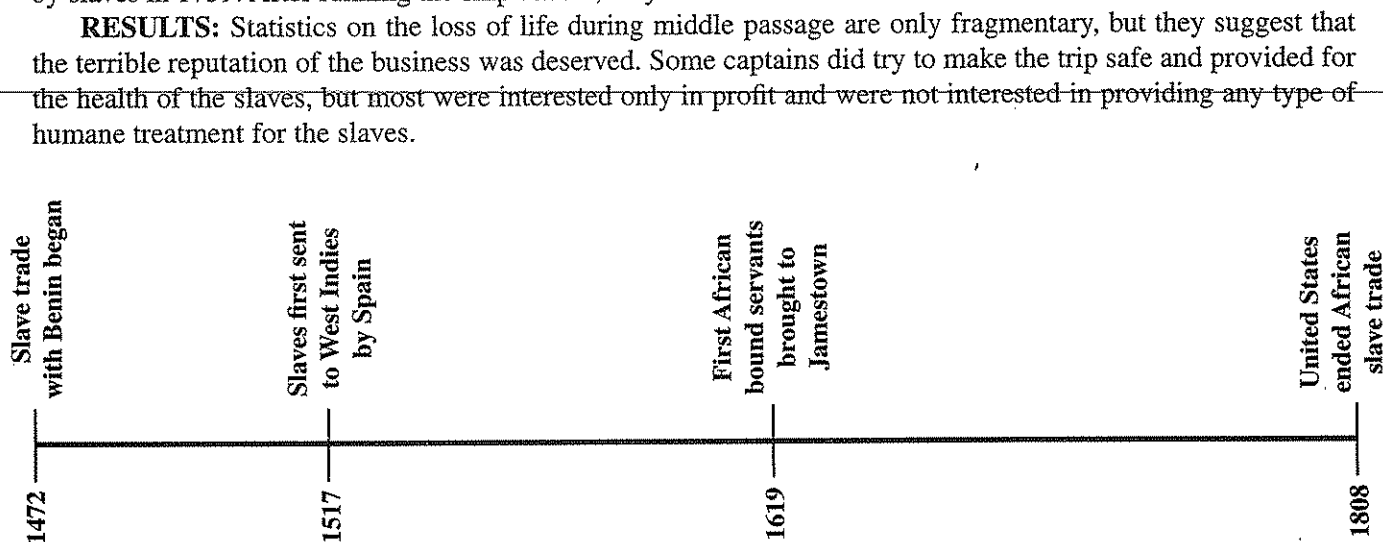 RESULTS: Statistics on the loss of life during middle passage are only fragmentary, but they suggest that
the terrible reputation of the business was deserved. Some captains did try to make the trip safe and provided for
the health of the slaves, but most were interested only in profit and were not interested in providing any type of
humane treatment for the slaves.
Slave trade
with Benin began
Slaves first sent
to West Indies
by Spain
First African
bound servants
brought to
Jamestown
United States
ended African
slave trade
1472
1517
1619
1808